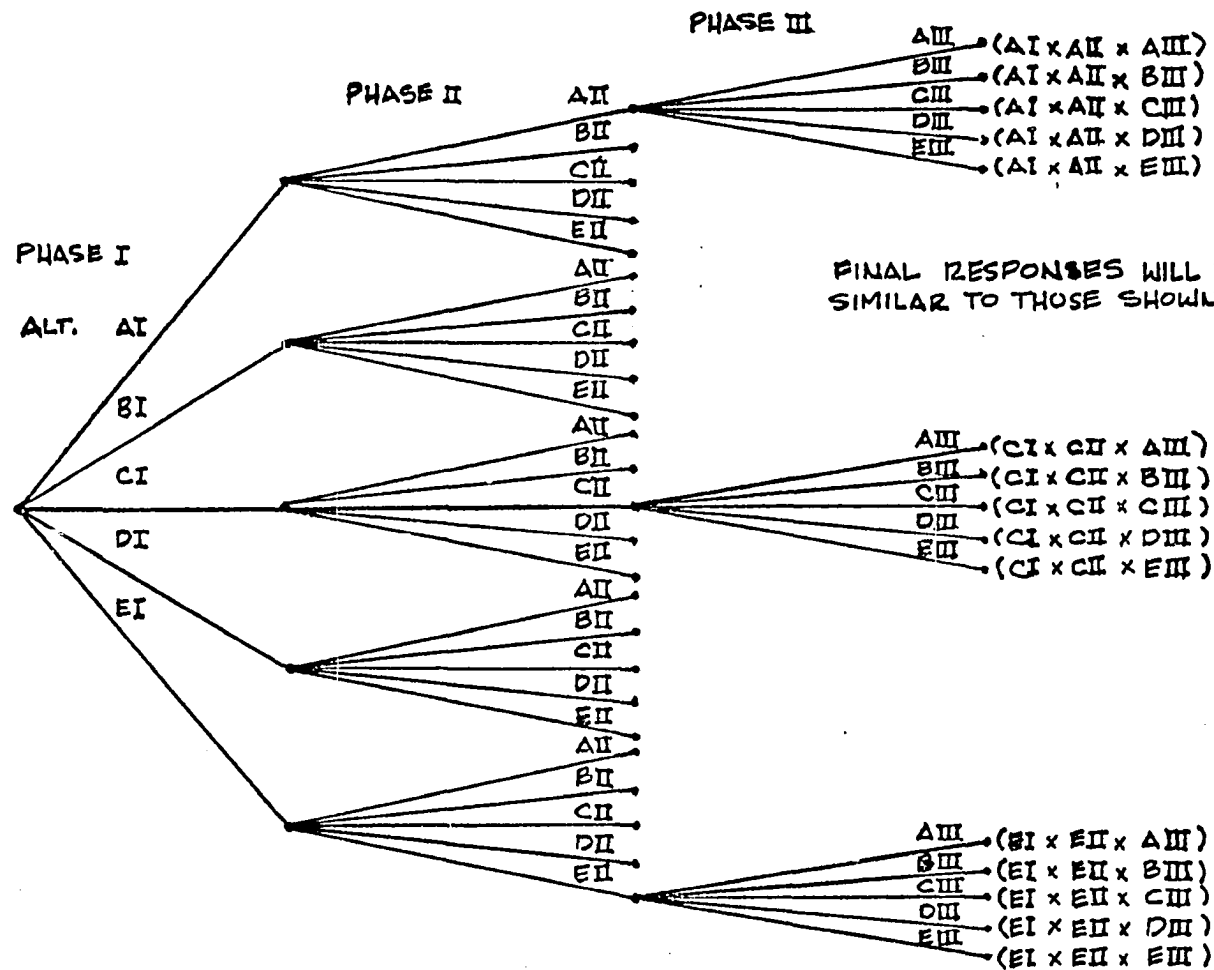 PHASE III
PHASE II
PHASE I
ALT. AI
BI
CI
DI
EI
AII
BII
CII
DII
EII
AII
BII
CII
DII
EII
AII
BII
CII
DII
EII
AII
BII
CII
DII
EII
AII
BII
CII
DII
EII
AIII (AI x AII x AIII)
BIII (AI x AII x BIII)
CIII (AI x AII x CIII)
DIII (AI x AII x DIII)
EIII (AI x AII x EIII)
FINAL RESPONSES WILL
SIMILAR TO THOSE SHOWN
AIII (CI x CII x AIII)
BIII (CI x CII x BIII)
CIII (CI x CII x CIII)
DIII (CI x CII x DIII)
EIII (CI x CII x EIII)
AIII (EI x EII x AIII)
BIII (EI x EII x BIII)
CIII (EI x EII x CIII)
DIII (EI x EII x DIII)
EIII (EI x EII x EIII)